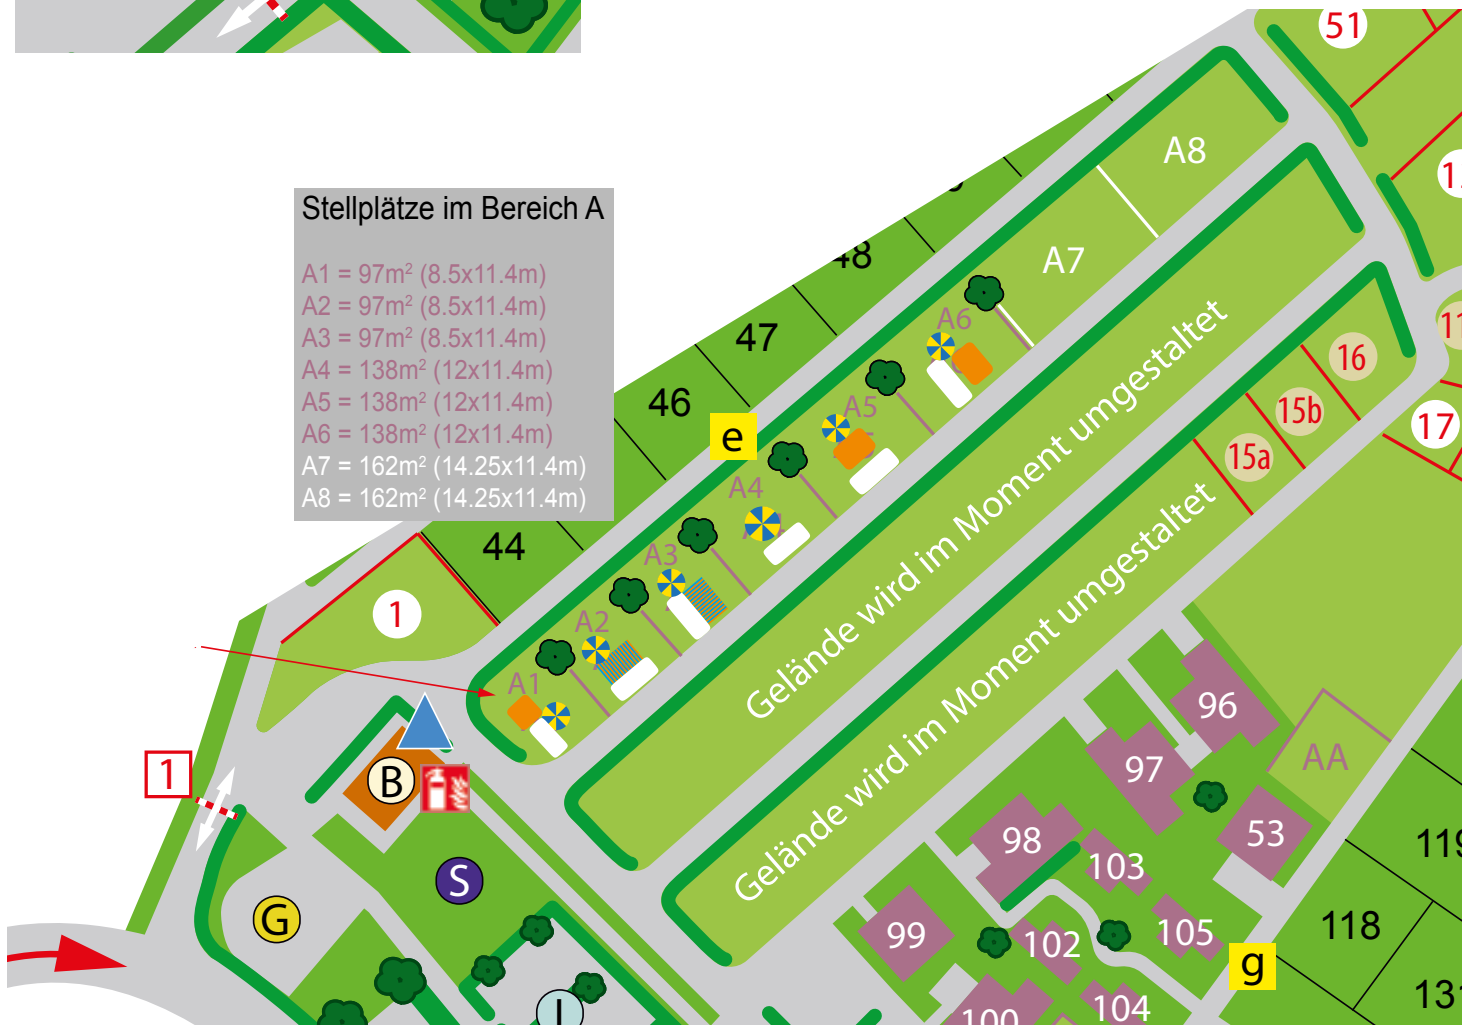 51
A8
Stellplätze im Bereich A
A1 = 97m² (8.5x11.4m)
A2 = 97m² (8.5x11.4m)
A3 = 97m² (8.5x11.4m)
A4 = 138m² (12x11.4m)
A5 = 138m² (12x11.4m)
A6 = 138m² (12x11.4m)
A7 = 162m² (14.25x11.4m)
A8 = 162m² (14.25x11.4m)
48
A7
A6
47
16
46
A5
15b
17
e
15a
A4
44
A3
1
A2
A1
Gelände wird im Moment umgestaltet
Gelände wird im Moment umgestaltet
96
97
AA
1
B
98
53
103
119
S
G
99
102
105
118
g
131
104
100